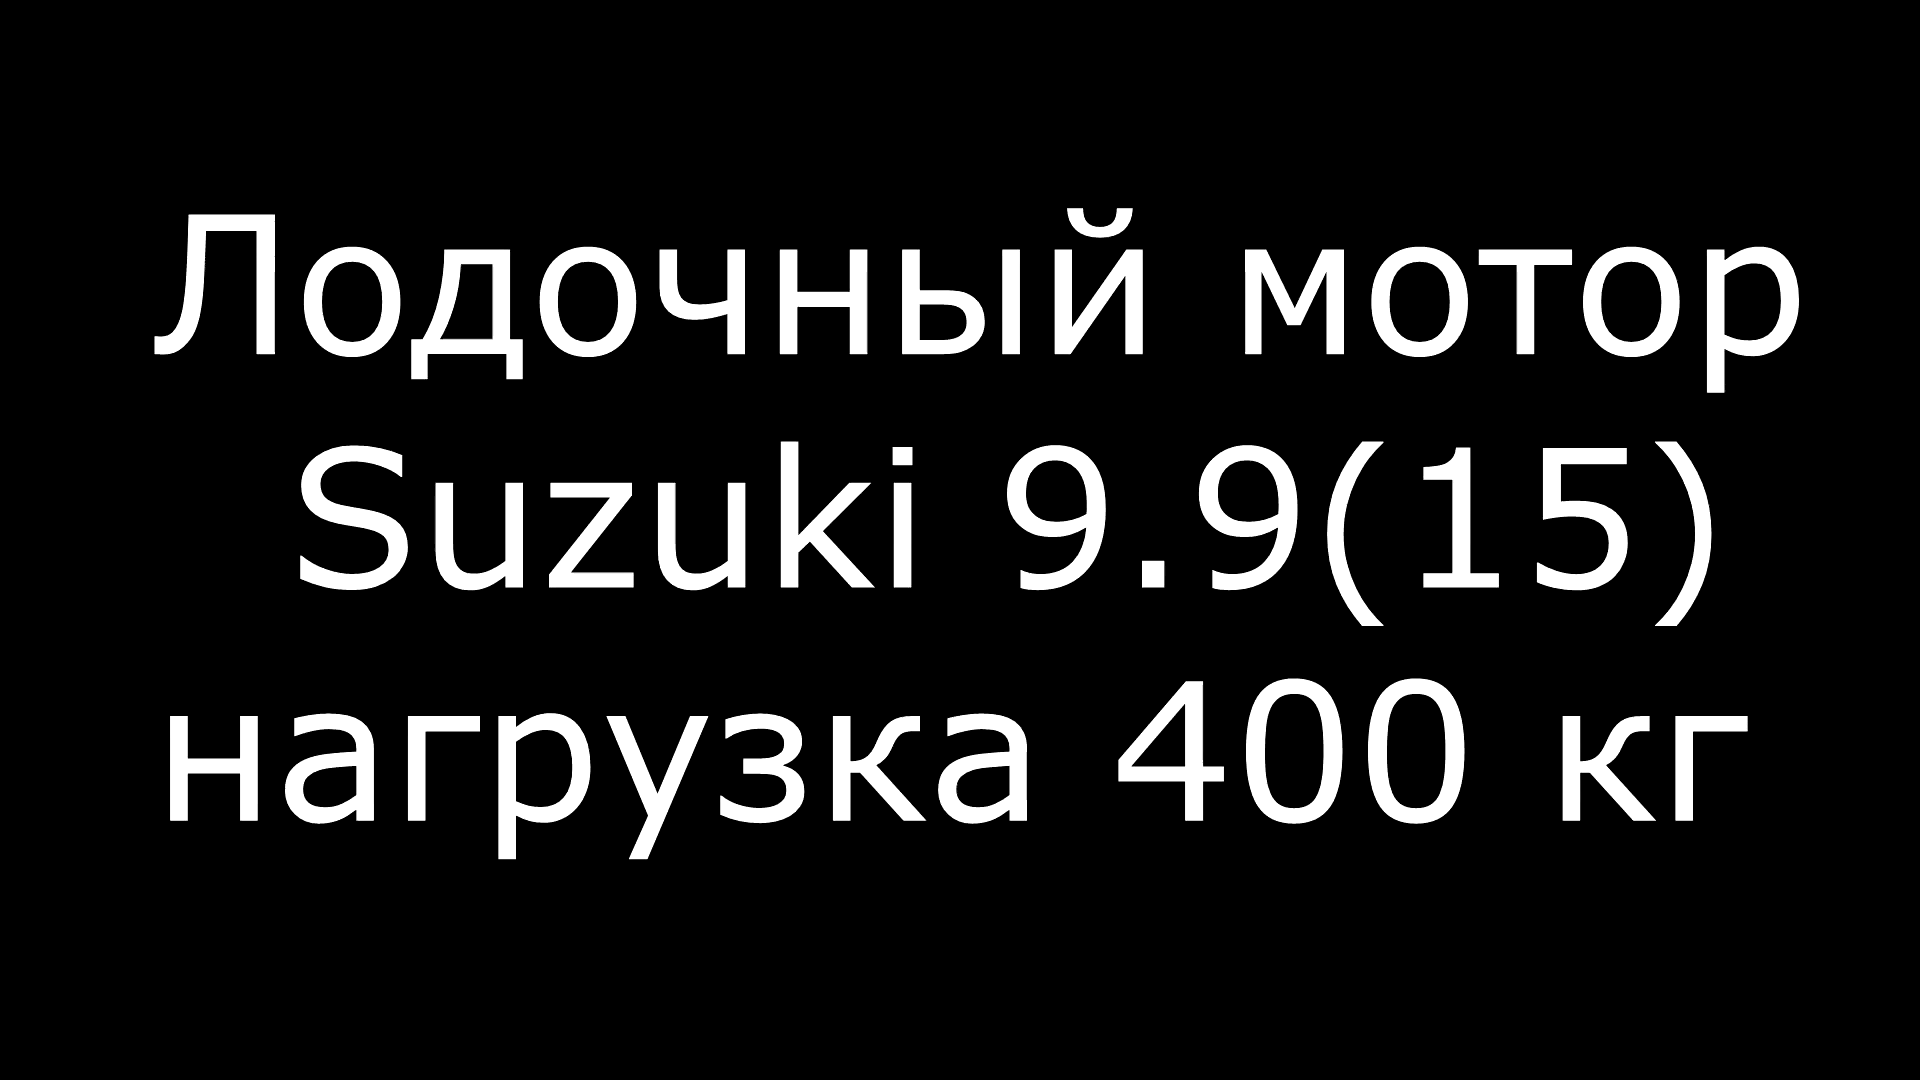 Лодочный мотор
Suzuki 9.9(15)
нагрузка 400 кг